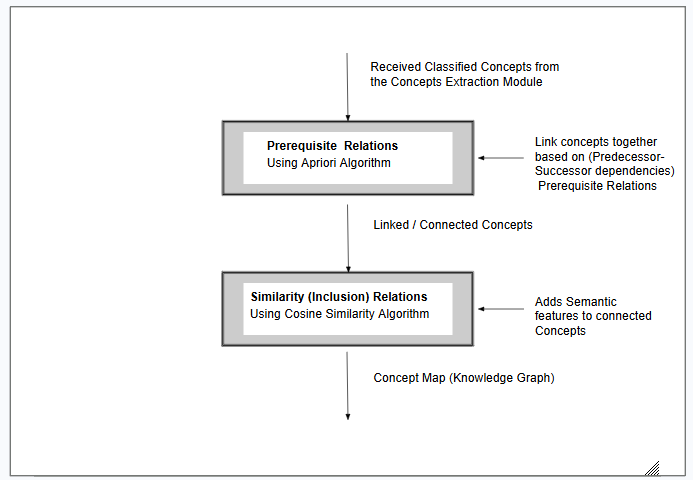 Received Classified Concepts from
the Concepts Extraction Module
Prerequisite Relations
Using Apriori Algorithm
Link concepts together
based on (Predecessor-
Successor dependencies)
Prerequisite Relations
Linked / Connected Concepts
Similarity (Inclusion) Relations
Using Cosine Similarity Algorithm
Adds Semantic
features to connected
Concepts
Concept Map (Knowledge Graph)